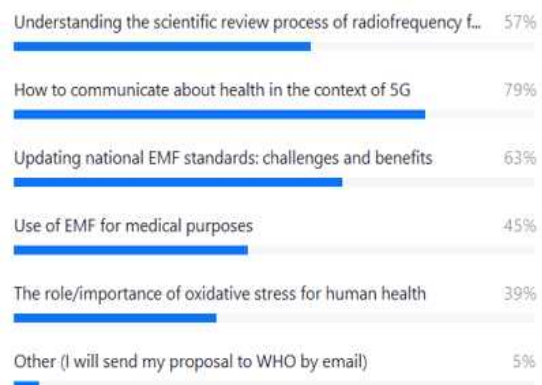 Understanding the scientific review process of radiofrequency f... 57%
How to communicate about health in the context of 5G 79%
Updating national EMF standards: challenges and benefits 63%
Use of EMF for medical purposes 45%
The role/importance of oxidative stress for human health 39%
Other (I will send my proposal to WHO by email) 5%